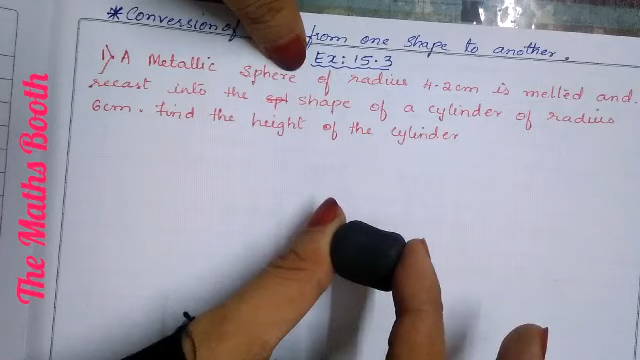 * Conversion of from one shape to another.
Ex: 15.3
1) A Metallic Sphere of radius 4.2cm is melled and
recast into the shape of a cylinder of radius
6cm. find the height of the cylinder
The Maths Booth